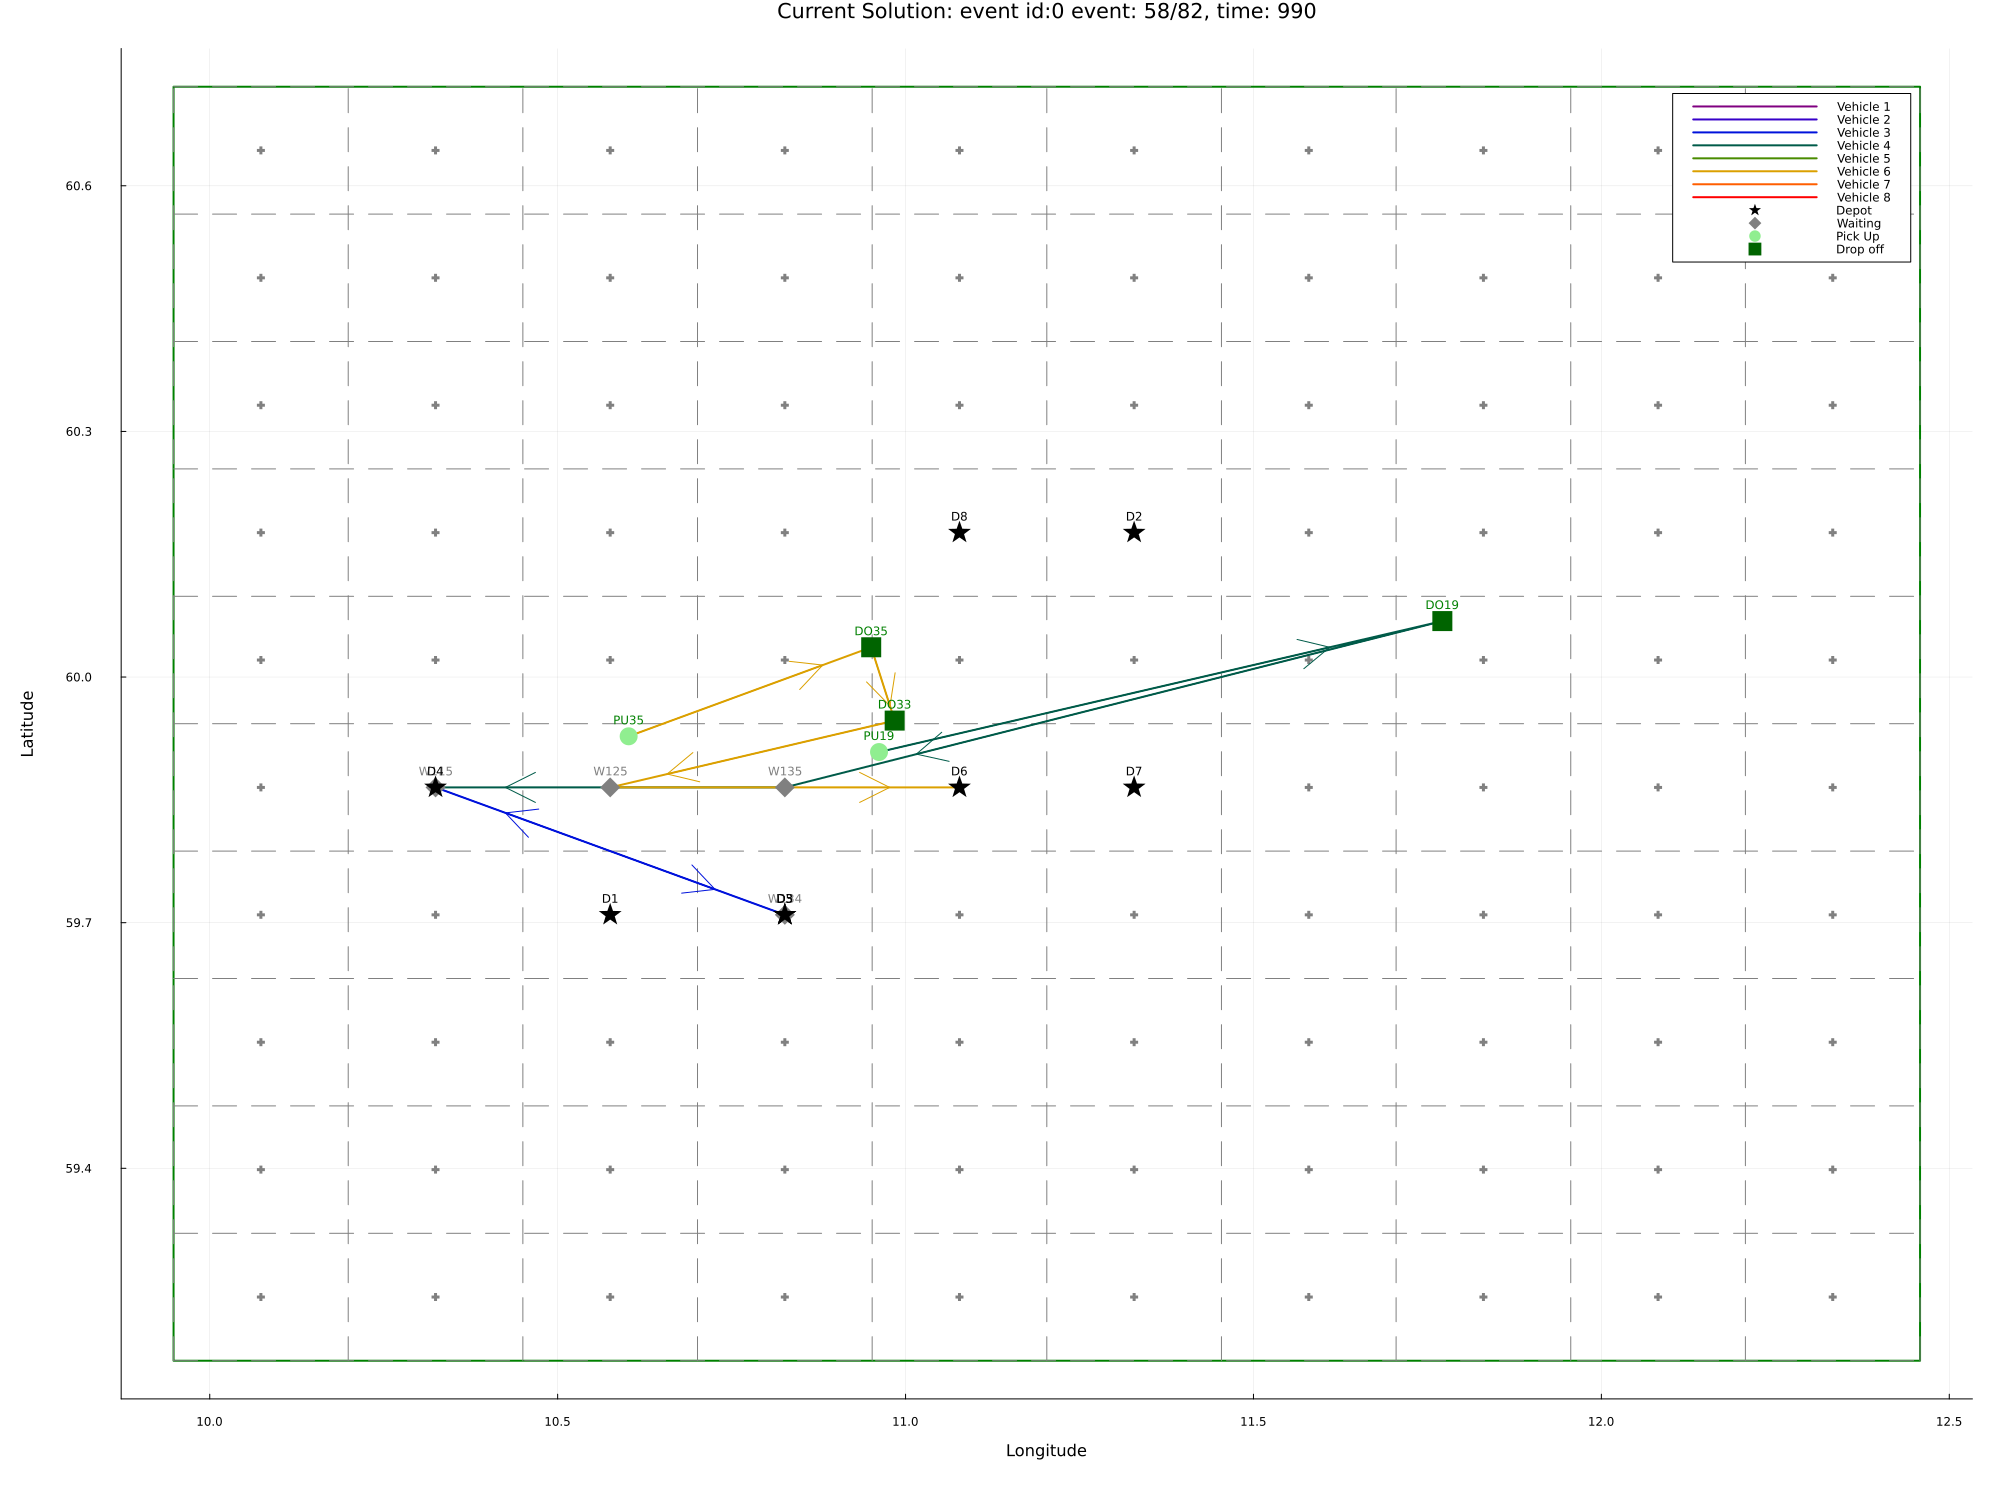 Current Solution: event id:0 event: 58/82, time: 990
Vehicle 1
Vehicle 2
Vehicle 3
Vehicle 4
Vehicle 5
Vehicle 6
Vehicle 7
Vehicle 8
Depot
Waiting
Pick Up
Drop off
60.6
60.3
60.0
59.7
59.4
Latitude
D8
D2
DO19
DO35
DO33
PU35
PU19
D4
W125
W135
D6
D7
D1
10.0
10.5
11.0
11.5
12.0
12.5
Longitude